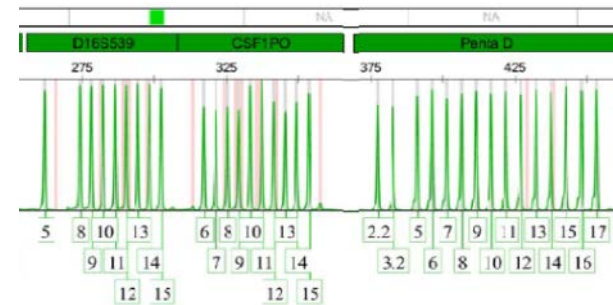 NA NA
D16S539 CSF1PO Penta D
275 325 375 425
5 8 10 13 6 8 10 13 2.2 5 7 9 11 13 15 17
9 11 14 7 9 11 14 3.2 6 8 10 12 14 16
12 15 12 15